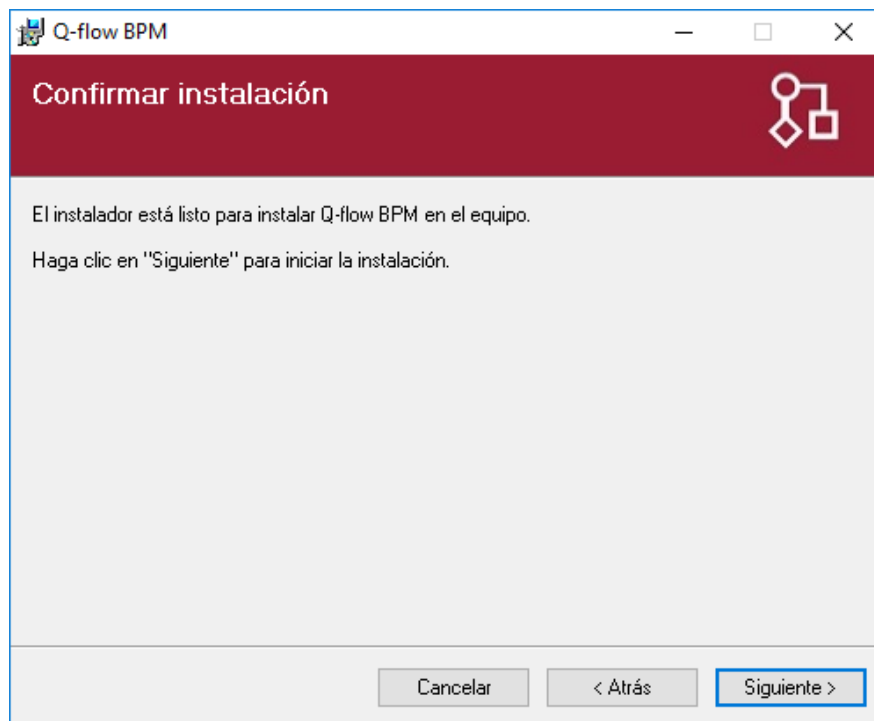 Q-flow BPM
Confirmar instalación
El instalador está listo para instalar Q-flow BPM en el equipo.
Haga clic en "Siguiente" para iniciar la instalación.
Cancelar
< Atrás
Siguiente >